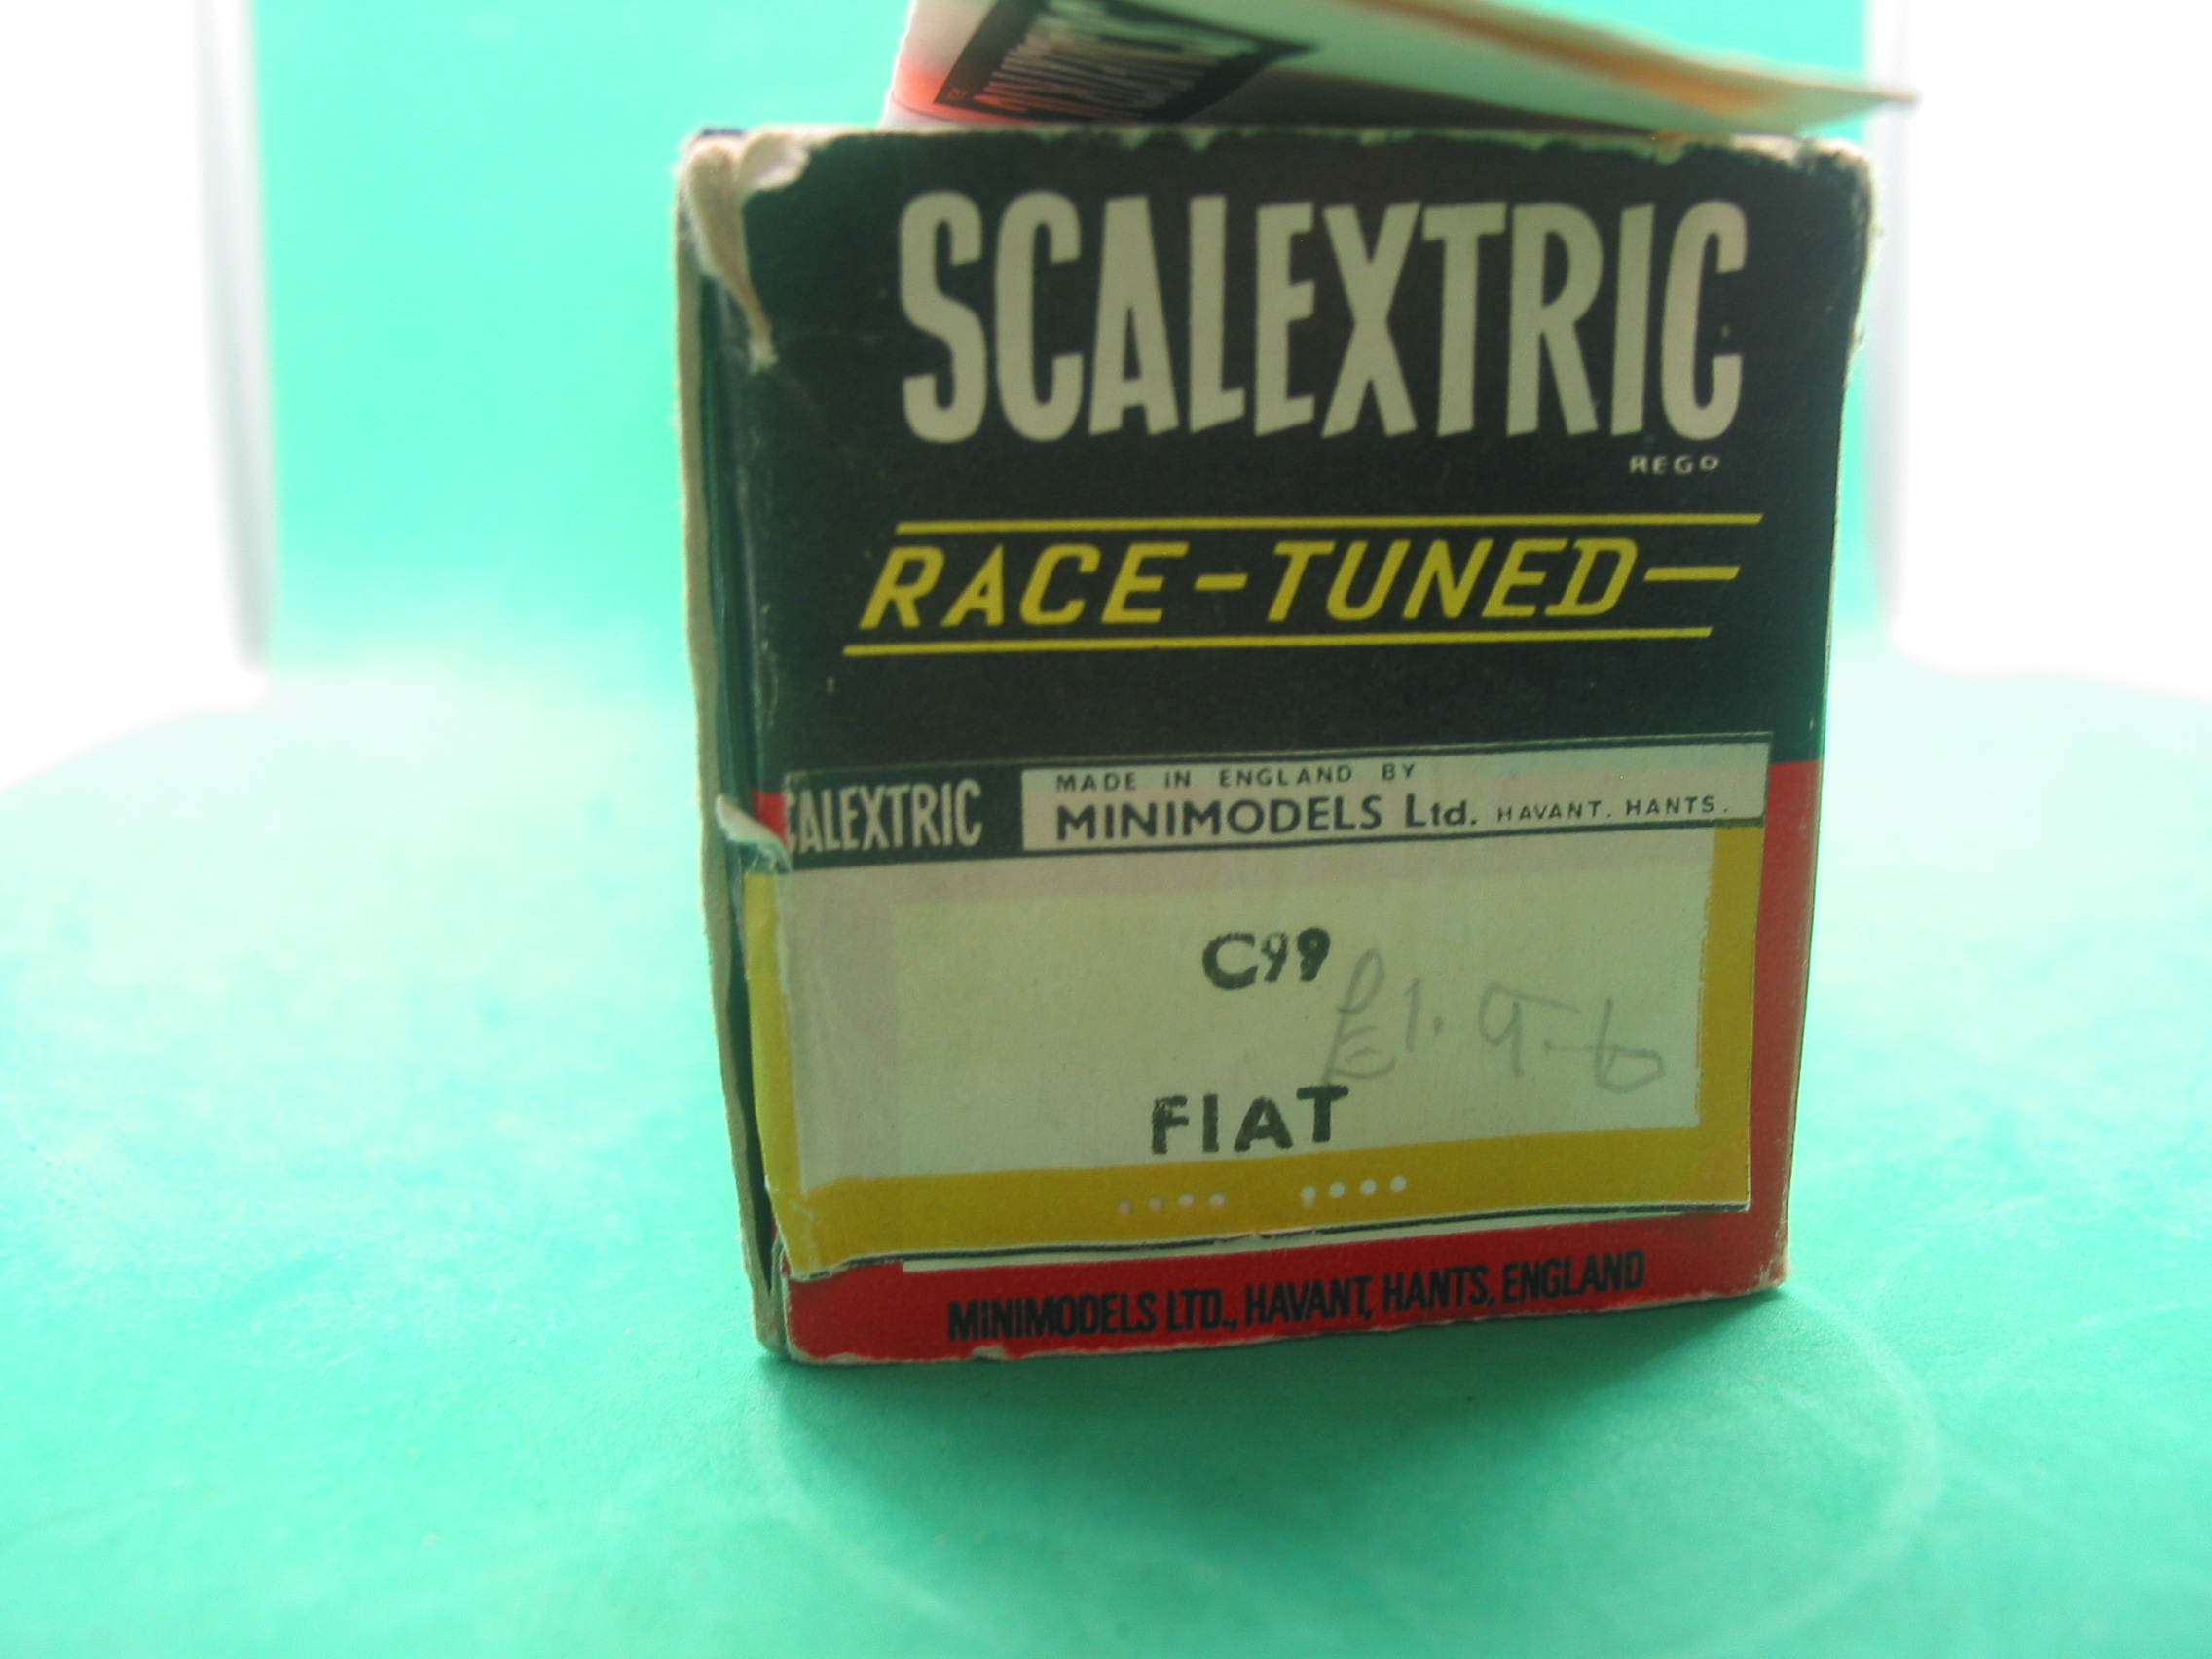 SCALEXTRIC
REGD
RACE-TUNED
CALEXTRIC
MADE IN ENGLAND BY
MINIMODELS Ltd. HAVANT. HANTS.
C99
£1.9.6
FIAT
MINIMODELS LTD., HAVANT, HANTS, ENGLAND